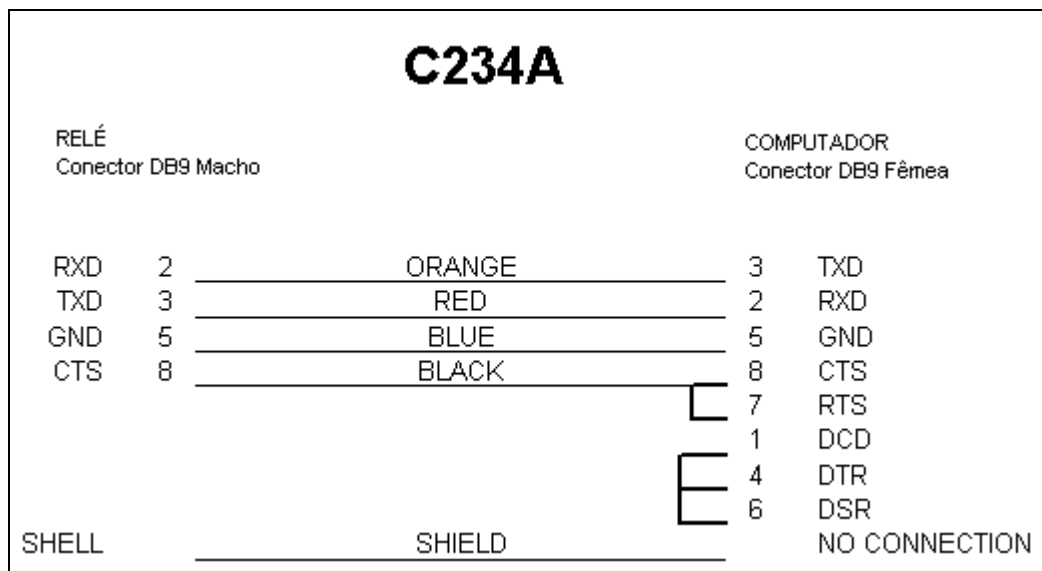 C234A
RELÉ
Conector DB9 Macho
COMPUTADOR
Conector DB9 Fêmea
RXD 2 ORANGE 3 TXD
TXD 3 RED 2 RXD
GND 5 BLUE 5 GND
CTS 8 BLACK 8 CTS
7 RTS
1 DCD
4 DTR
6 DSR
SHELL SHIELD NO CONNECTION